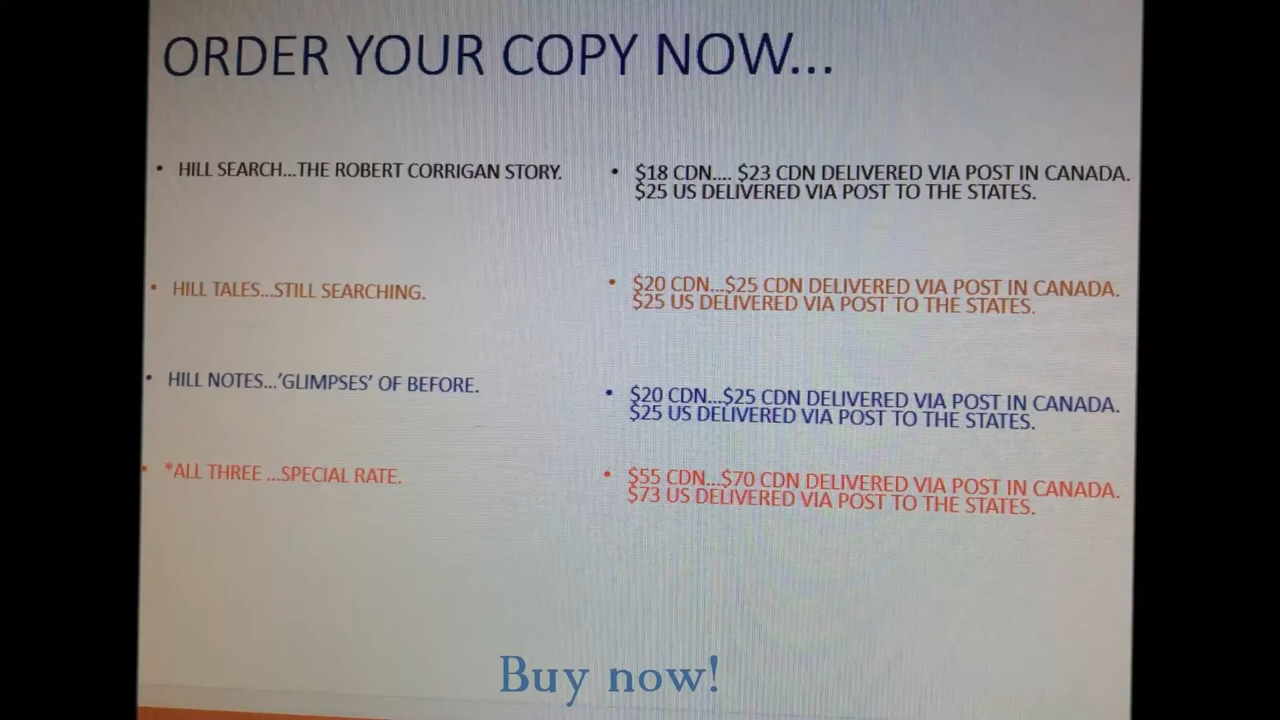 ORDER YOUR COPY NOW...
• HILL SEARCH...THE ROBERT CORRIGAN STORY.
• $18 CDN.... $23 CDN DELIVERED VIA POST IN CANADA.
$25 US DELIVERED VIA POST TO THE STATES.
• HILL TALES...STILL SEARCHING.
• $20 CDN...$25 CDN DELIVERED VIA POST IN CANADA.
$25 US DELIVERED VIA POST TO THE STATES.
• HILL NOTES...'GLIMPSES' OF BEFORE.
• $20 CDN...$25 CDN DELIVERED VIA POST IN CANADA.
$25 US DELIVERED VIA POST TO THE STATES.
• *ALL THREE ...SPECIAL RATE.
• $55 CDN...$70 CDN DELIVERED VIA POST IN CANADA.
$73 US DELIVERED VIA POST TO THE STATES.
Buy now!